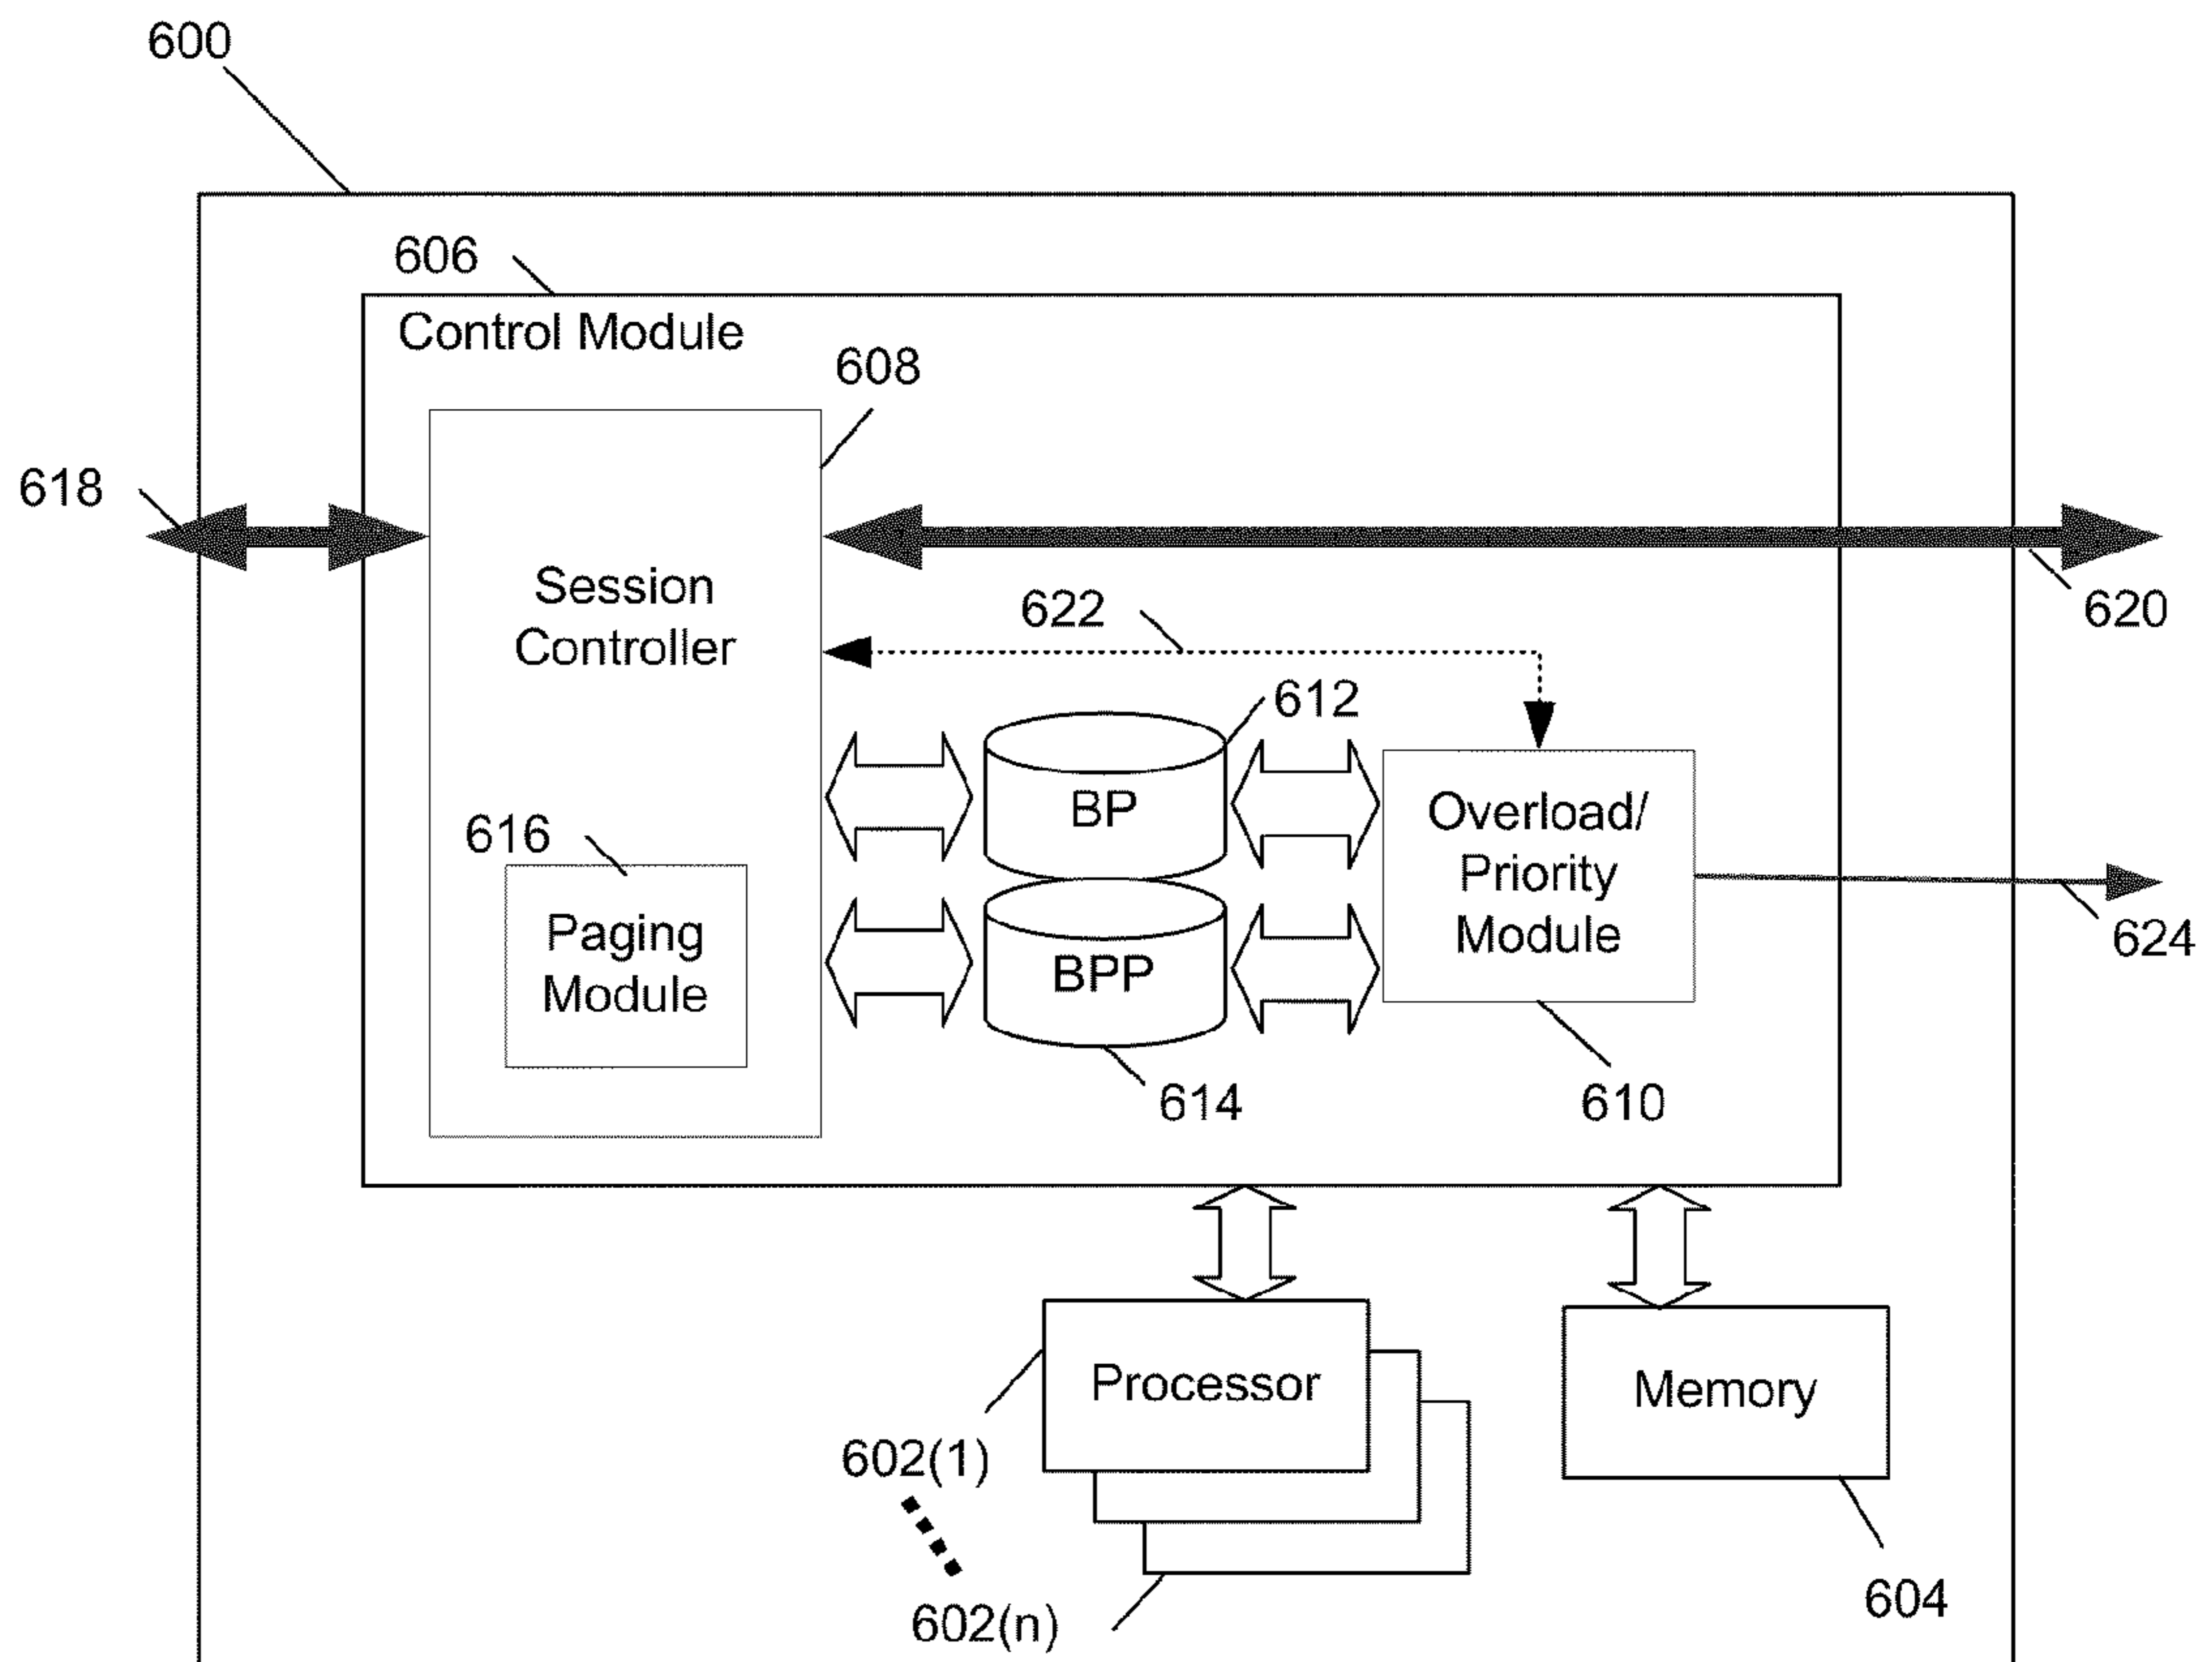 600
606
Control Module
608
618
Session
Controller
620
622
612
BP
Overload/
Priority
Module
616
Paging
Module
BPP
624
614
610
Processor
Memory
602(1)
604
602(n)